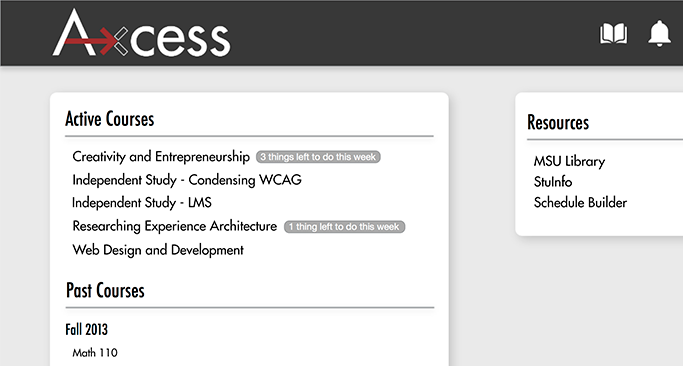 Axcess
Active Courses
Creativity and Entrepreneurship 3 things left to do this week
Independent Study - Condensing WCAG
Independent Study - LMS
Researching Experience Architecture 1 thing left to do this week
Web Design and Development
Past Courses
Fall 2013
Math 110
Resources
MSU Library
StuInfo
Schedule Builder